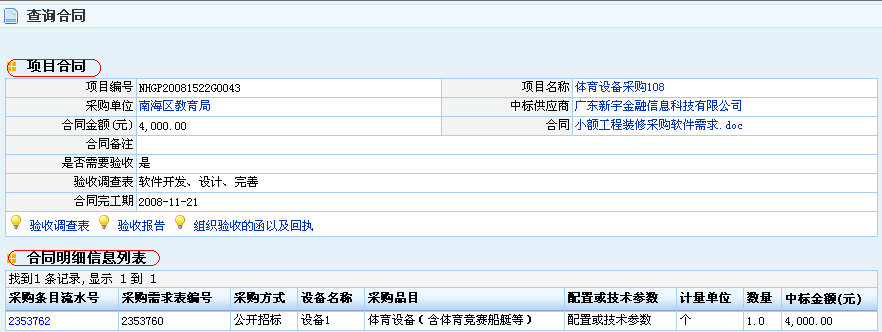 查询合同
项目合同
项目编号 NHGP20081522G0043 项目名称 体育设备采购108
采购单位 南海区教育局 中标供应商 广东新宇金融信息科技有限公司
合同金额(元) 4,000.00 合同 小额工程装修采购软件需求.doc
合同备注
是否需要验收 是
验收调查表 软件开发、设计、完善
合同完工期 2008-11-21
验收调查表 验收报告 组织验收的函以及回执
合同明细信息列表
找到1 条记录,显示 1 到 1
采购条目流水号 采购需求表编号 采购方式 设备名称 采购品目 配置或技术参数 计量单位 数量 中标金额(元)
2353762 2353760 公开招标 设备1 体育设备(含体育竞赛船艇等) 配置或技术参数 个 1.0 4,000.00